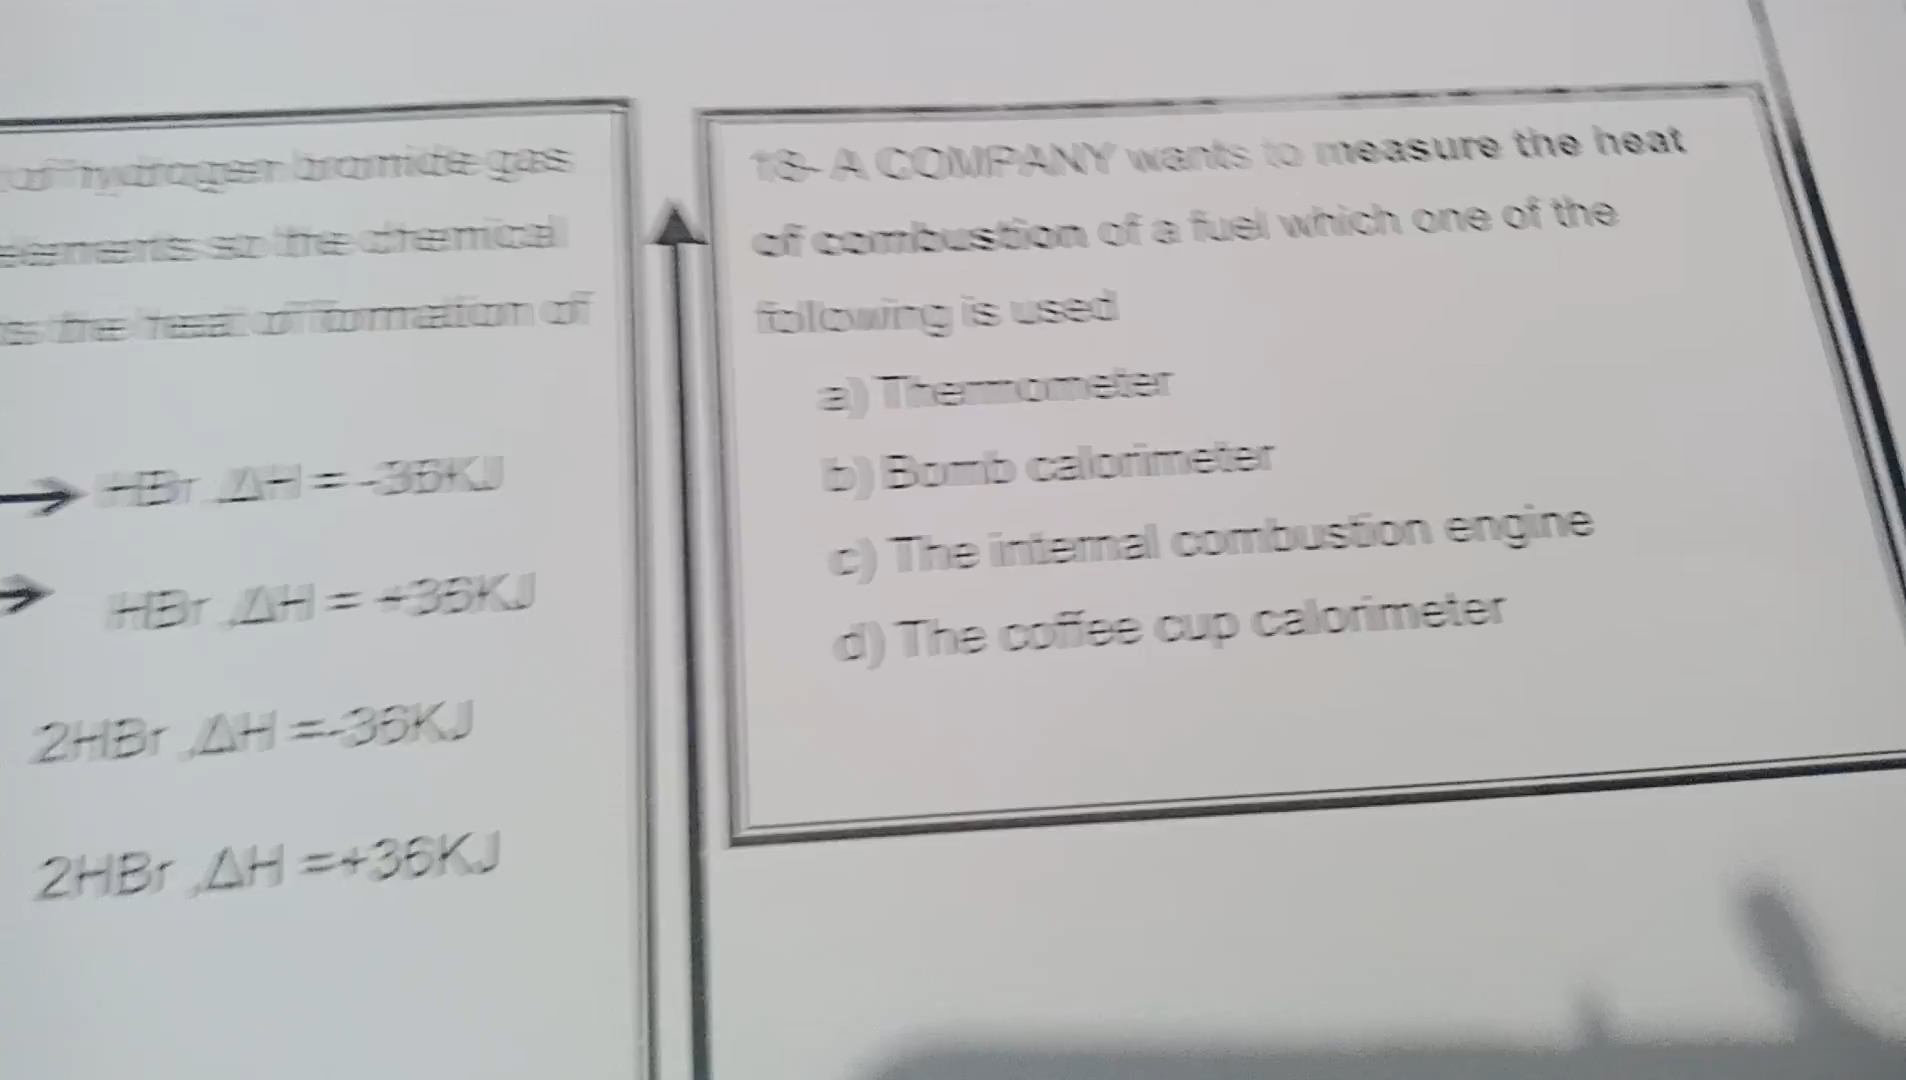 of hydrogen bromide gas
elements so the chemical
is the heat of formation of
HBr ,ΔH = -36KJ
HBr ,ΔH = +36KJ
2HBr ,ΔH =-36KJ
2HBr ,ΔH =+36KJ
18- A COMPANY wants to measure the heat
of combustion of a fuel which one of the
following is used
a) Thermometer
b) Bomb calorimeter
c) The internal combustion engine
d) The coffee cup calorimeter